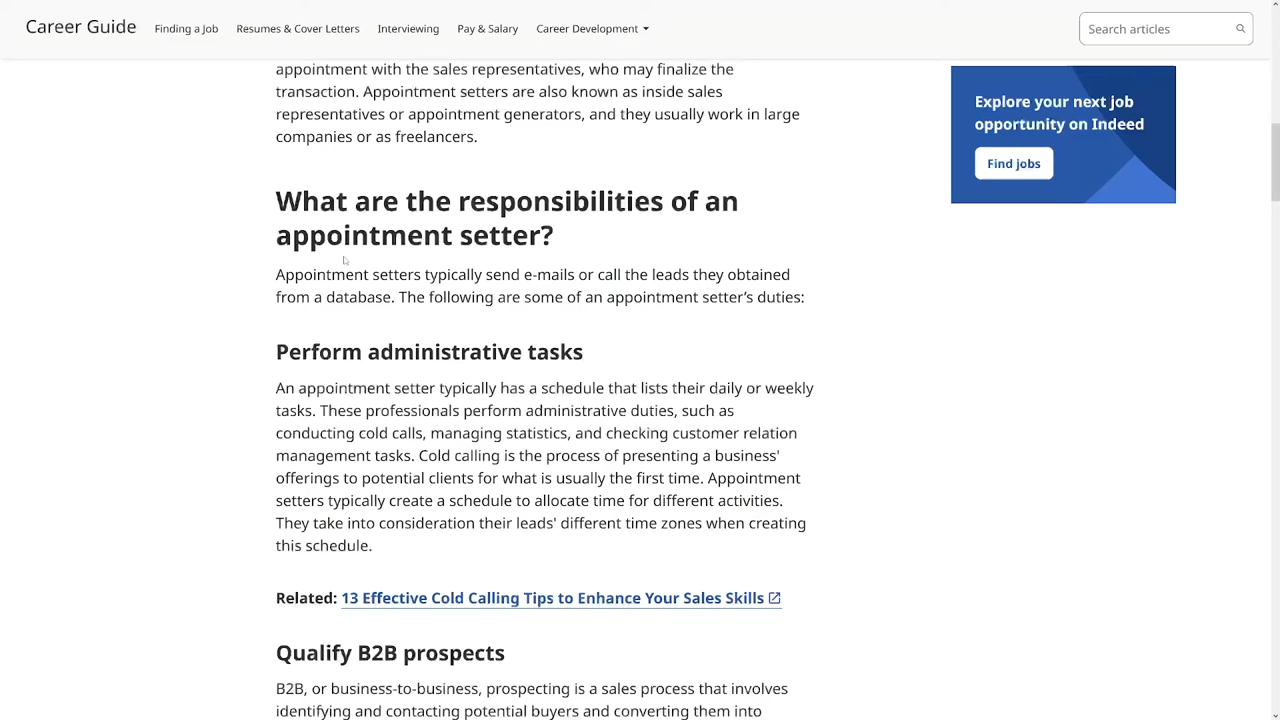 Career Guide
Finding a Job
Resumes & Cover Letters
Interviewing
Pay & Salary
Career Development
Search articles
appointment with the sales representatives, who may finalize the
transaction. Appointment setters are also known as inside sales
representatives or appointment generators, and they usually work in large
companies or as freelancers.
Explore your next job
opportunity on Indeed
Find jobs
What are the responsibilities of an
appointment setter?
Appointment setters typically send e-mails or call the leads they obtained
from a database. The following are some of an appointment setter’s duties:
Perform administrative tasks
An appointment setter typically has a schedule that lists their daily or weekly
tasks. These professionals perform administrative duties, such as
conducting cold calls, managing statistics, and checking customer relation
management tasks. Cold calling is the process of presenting a business'
offerings to potential clients for what is usually the first time. Appointment
setters typically create a schedule to allocate time for different activities.
They take into consideration their leads' different time zones when creating
this schedule.
Related: 13 Effective Cold Calling Tips to Enhance Your Sales Skills
Qualify B2B prospects
B2B, or business-to-business, prospecting is a sales process that involves
identifying and contacting potential buyers and converting them into